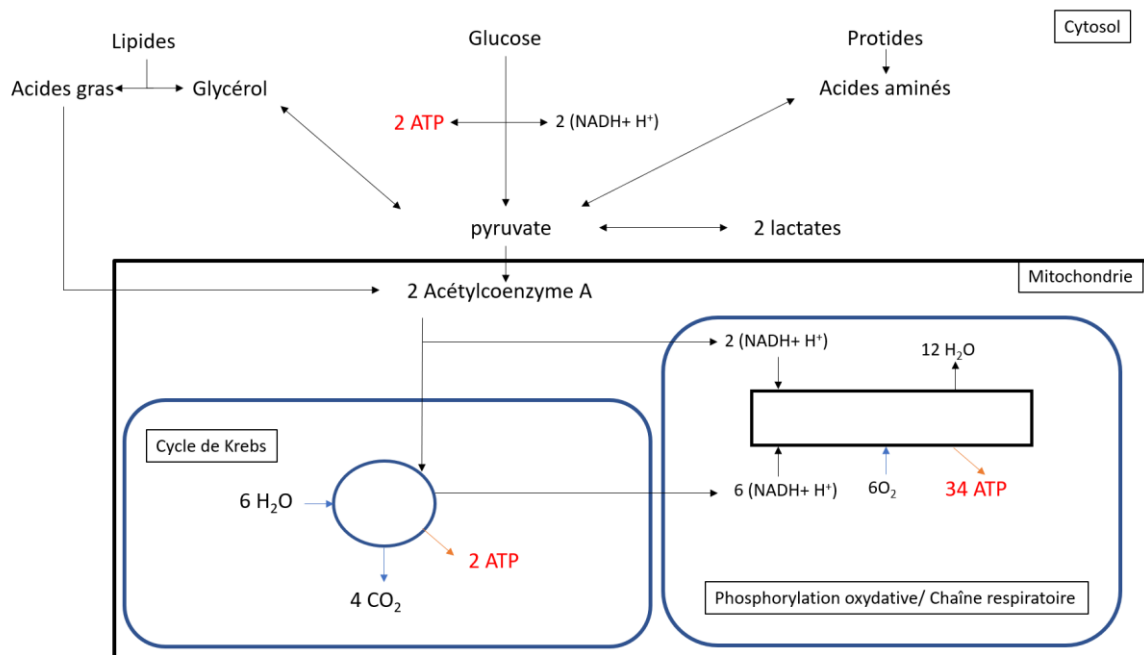 Cytosol
Lipides
Glucose
Protides
Acides gras
Glycérol
Acides aminés
2 ATP
2 (NADH+ H⁺)
pyruvate
2 lactates
Mitochondrie
2 Acétylcoenzyme A
2 (NADH+ H⁺)
12 H₂O
Cycle de Krebs
6 H₂O
6 (NADH+ H⁺)
6O₂
34 ATP
2 ATP
4 CO₂
Phosphorylation oxydative/ Chaîne respiratoire